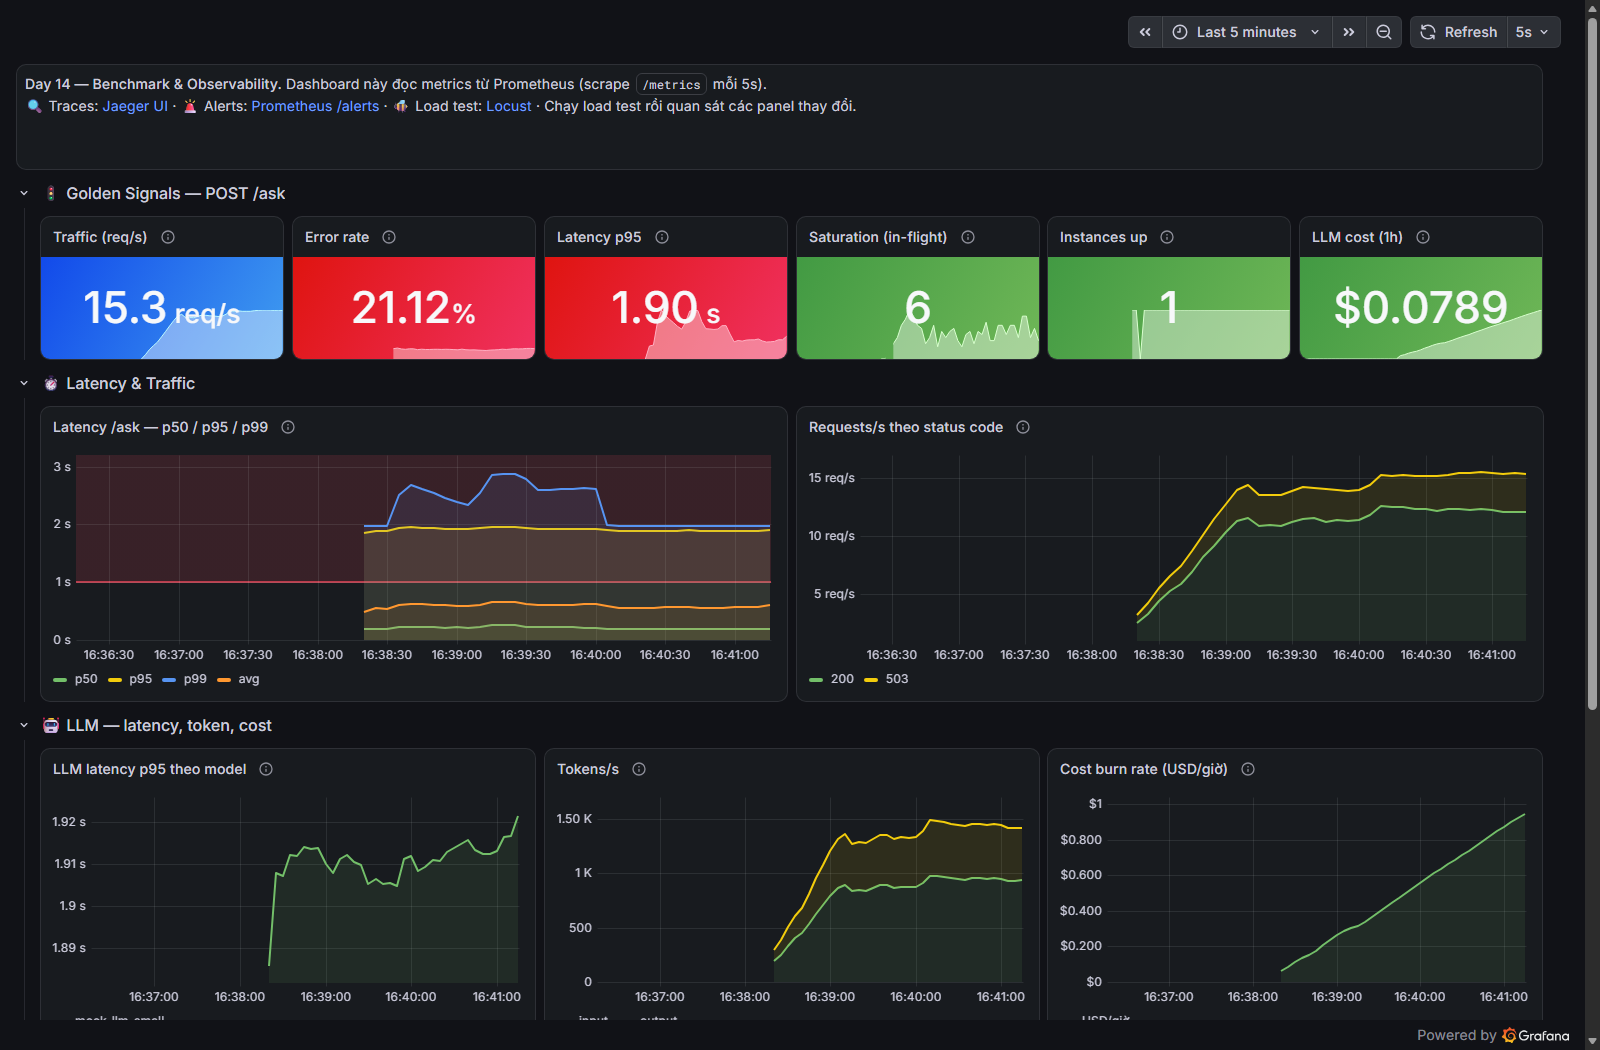 Last 5 minutes
Refresh
5s
Day 14 — Benchmark & Observability. Dashboard này đọc metrics từ Prometheus (scrape /metrics mỗi 5s).
Traces: Jaeger UI · Alerts: Prometheus /alerts · Load test: Locust · Chạy load test rồi quan sát các panel thay đổi.
Golden Signals — POST /ask
Traffic (req/s)
15.3 req/s
Error rate
21.12%
Latency p95
1.90 s
Saturation (in-flight)
6
Instances up
1
LLM cost (1h)
$0.0789
Latency & Traffic
Latency /ask — p50 / p95 / p99
3 s
2 s
1 s
0 s
16:36:30 16:37:00 16:37:30 16:38:00 16:38:30 16:39:00 16:39:30 16:40:00 16:40:30 16:41:00
p50 p95 p99 avg
Requests/s theo status code
15 req/s
10 req/s
5 req/s
16:36:30 16:37:00 16:37:30 16:38:00 16:38:30 16:39:00 16:39:30 16:40:00 16:40:30 16:41:00
200 503
LLM — latency, token, cost
LLM latency p95 theo model
1.92 s
1.91 s
1.9 s
1.89 s
16:37:00 16:38:00 16:39:00 16:40:00 16:41:00
mock-llm-small
Tokens/s
1.50 K
1 K
500
0
16:37:00 16:38:00 16:39:00 16:40:00 16:41:00
input output
Cost burn rate (USD/giờ)
$1
$0.800
$0.600
$0.400
$0.200
$0
16:37:00 16:38:00 16:39:00 16:40:00 16:41:00
USD/giờ
Powered by Grafana